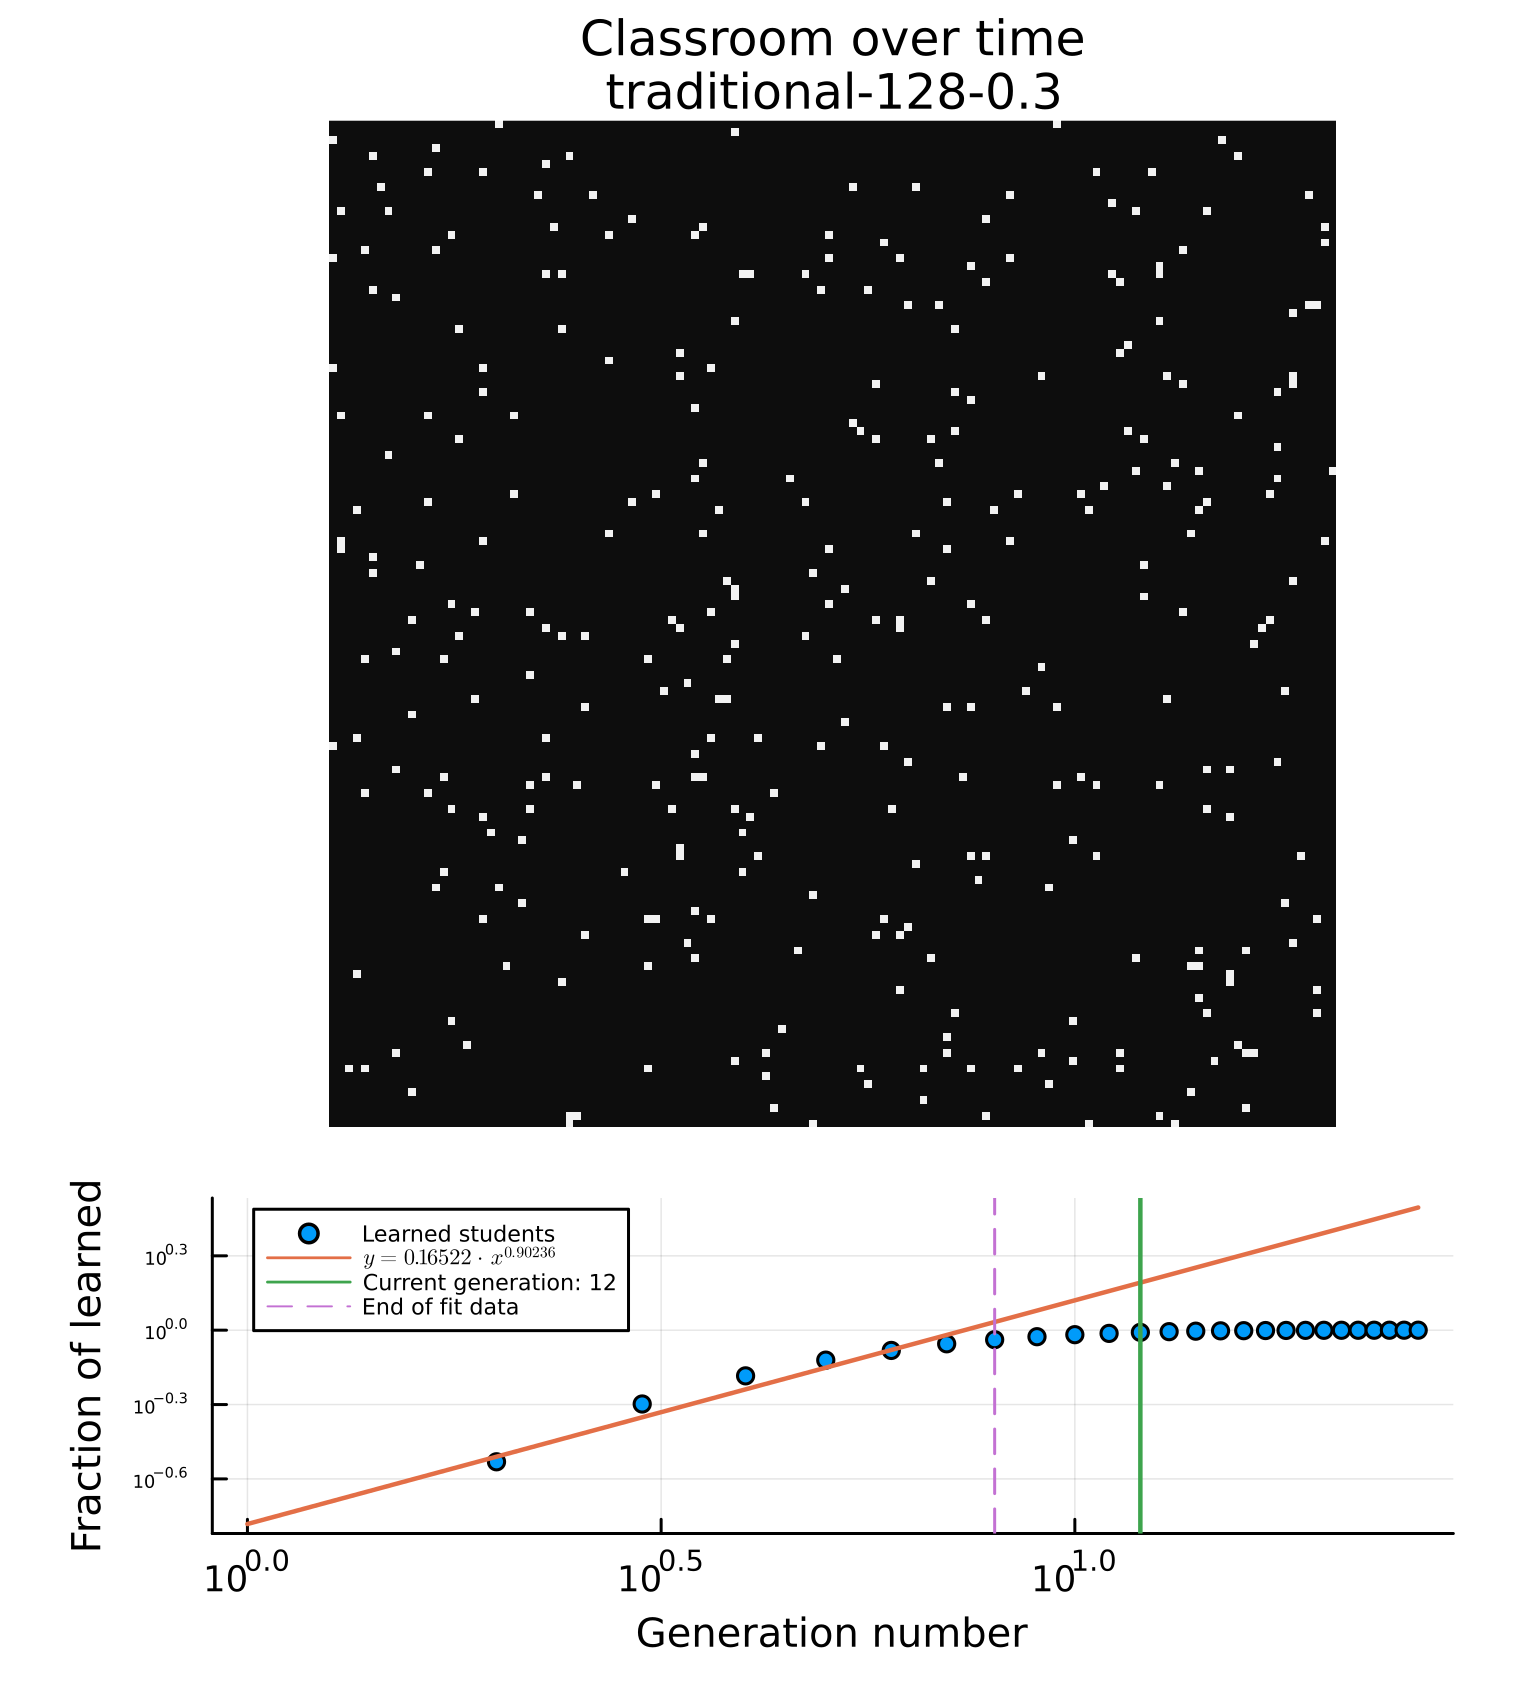 Classroom over time
traditional-128-0.3
Fraction of learned
10^0.3
10^0.0
10^−0.3
10^−0.6
Learned students
y = 0.16522 · x^0.90236
Current generation: 12
End of fit data
10^0.0
10^0.5
10^1.0
Generation number